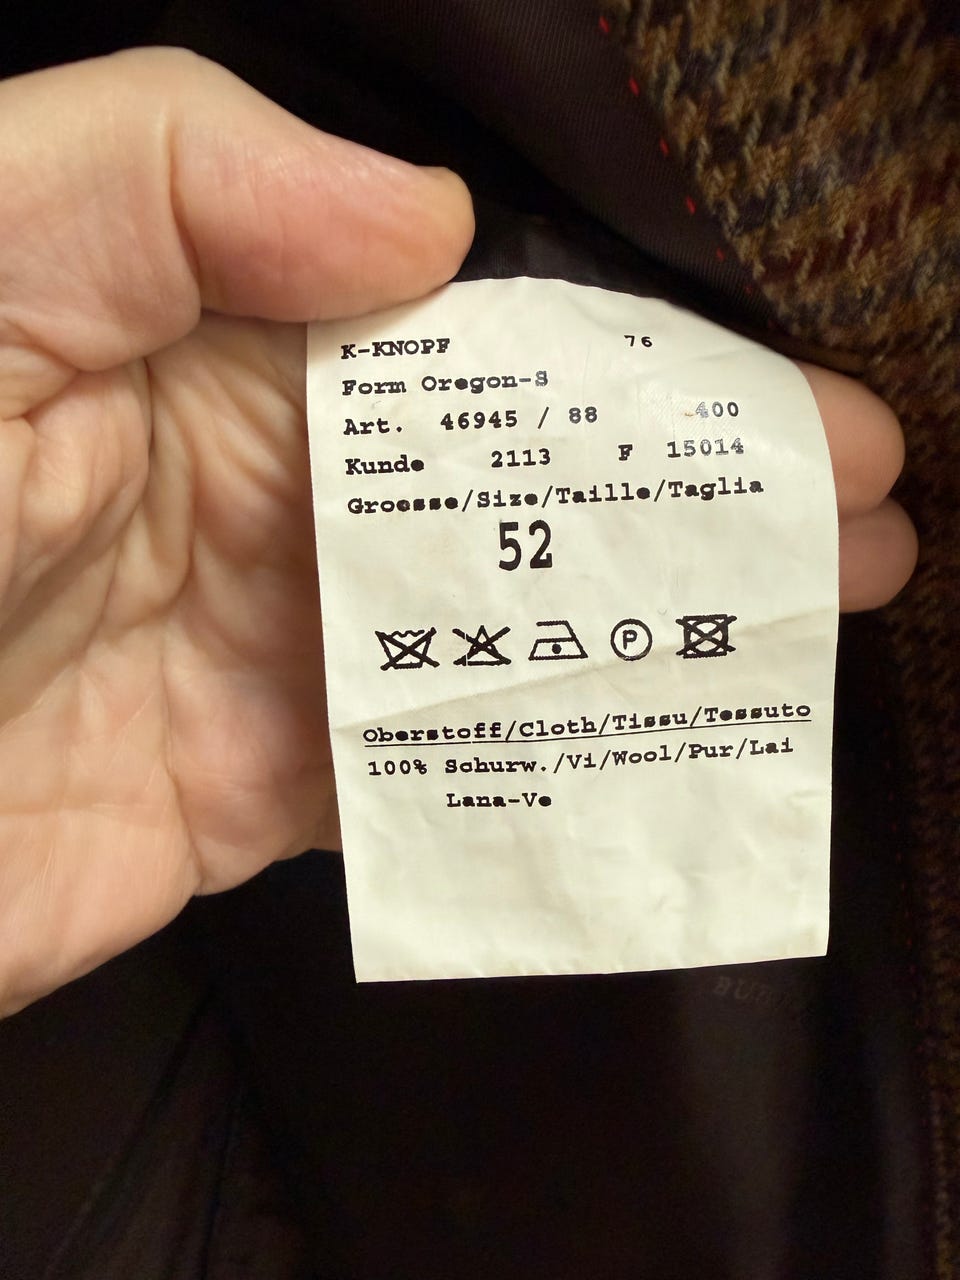 K-KNOPF 76
Form Oregon-S
Art. 46945 / 88 400
Kunde 2113 F 15014
Groesse/Size/Taille/Taglia
52
P
Oberstoff/Cloth/Tissu/Tessuto
100% Schurw./Vi/Wool/Pur/Lai
Lana-Ve